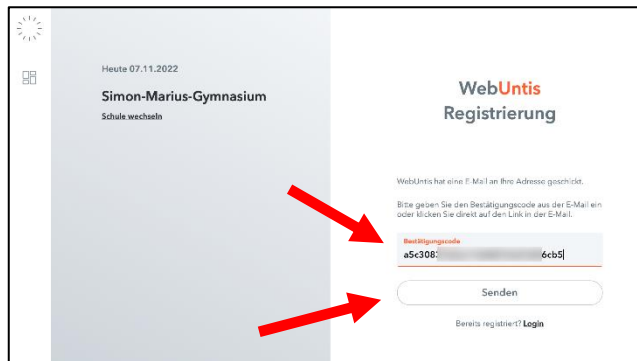 Heute 07.11.2022
Simon-Marius-Gymnasium
Schule wechseln
WebUntis
Registrierung
WebUntis hat eine E-Mail an Ihre Adresse geschickt.
Bitte geben Sie den Bestätigungscode aus der E-Mail ein
oder klicken Sie direkt auf den Link in der E-Mail.
Bestätigungscode
a5c308 6cb5
Senden
Bereits registriert? Login